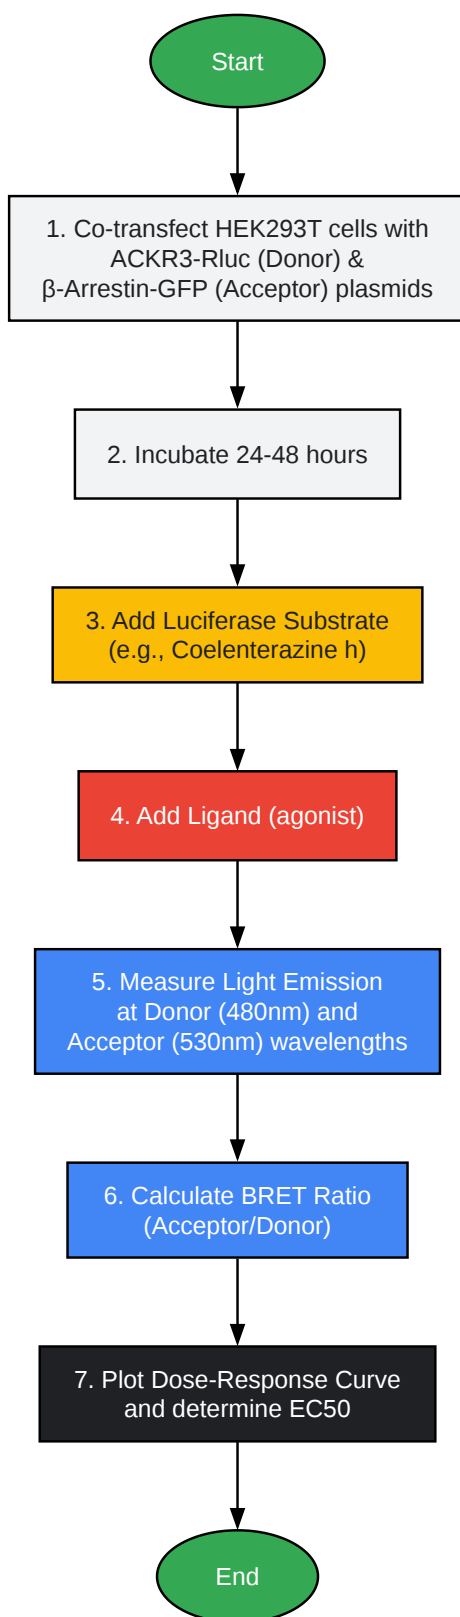 Start
1. Co-transfect HEK293T cells with
ACKR3-Rluc (Donor) &
β-Arrestin-GFP (Acceptor) plasmids
2. Incubate 24-48 hours
3. Add Luciferase Substrate
(e.g., Coelenterazine h)
4. Add Ligand (agonist)
5. Measure Light Emission
at Donor (480nm) and
Acceptor (530nm) wavelengths
6. Calculate BRET Ratio
(Acceptor/Donor)
7. Plot Dose-Response Curve
and determine EC50
End